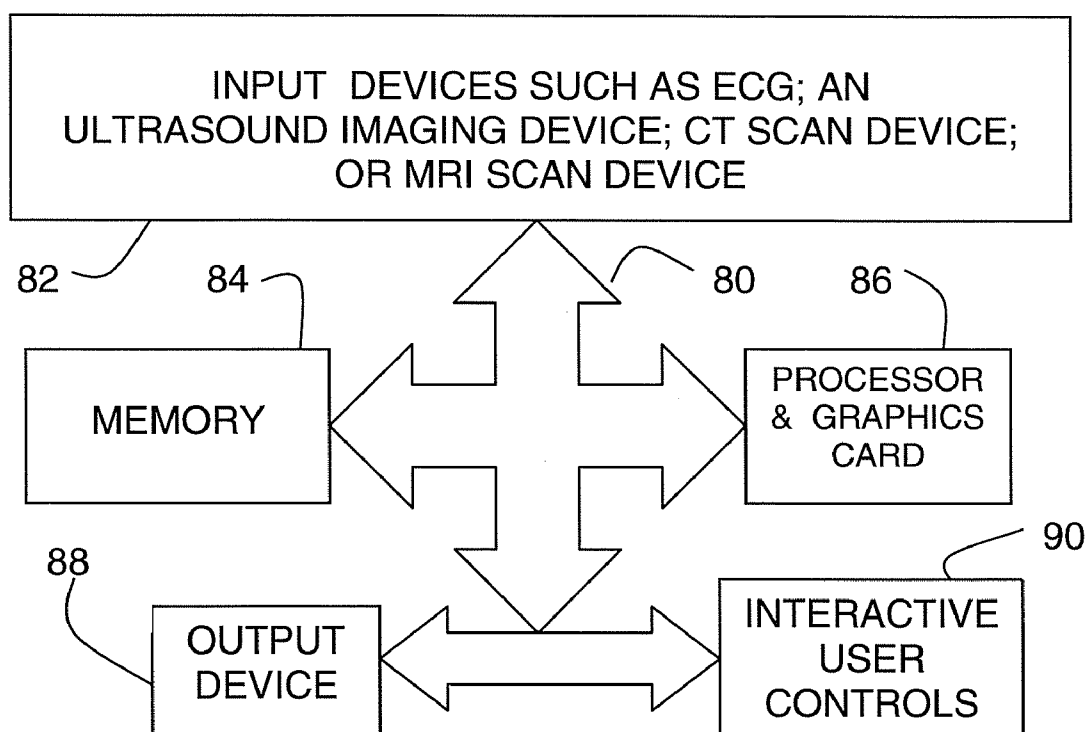 INPUT DEVICES SUCH AS ECG; AN
ULTRASOUND IMAGING DEVICE; CT SCAN DEVICE;
OR MRI SCAN DEVICE
82
84
80
86
MEMORY
PROCESSOR
& GRAPHICS
CARD
88
90
OUTPUT
DEVICE
INTERACTIVE
USER
CONTROLS